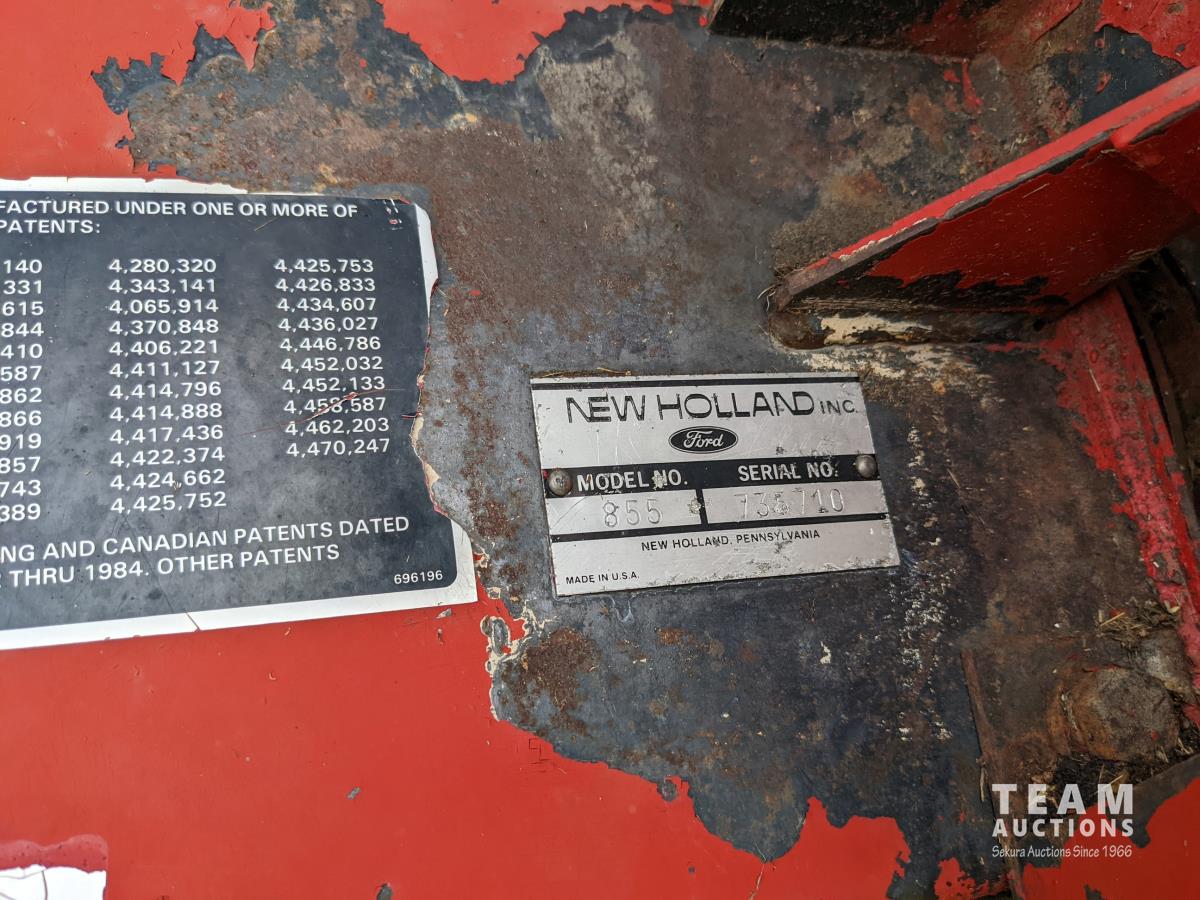 FACTURED UNDER ONE OR MORE OF
PATENTS:
140 4,280,320 4,425,753
331 4,343,141 4,426,833
615 4,065,914 4,434,607
844 4,370,848 4,436,027
410 4,406,221 4,446,786
587 4,411,127 4,452,032
862 4,414,796 4,452,133
866 4,414,888 4,458,587
919 4,417,436 4,462,203
857 4,422,374 4,470,247
743 4,424,662
389 4,425,752
NG AND CANADIAN PATENTS DATED
THRU 1984. OTHER PATENTS
696196
NEW HOLLAND INC.
Ford
MODEL NO. SERIAL NO.
855 736710
NEW HOLLAND, PENNSYLVANIA
MADE IN U.S.A.
TEAM
AUCTIONS
Sekura Auctions Since 1966